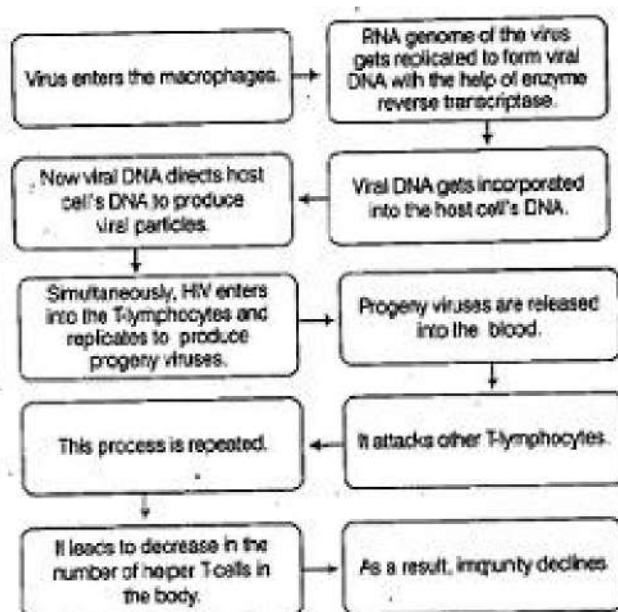 Virus enters the macrophages.
RNA genome of the virus
gets replicated to form viral
DNA with the help of enzyme
reverse transcriptase.
Viral DNA gets incorporated
into the host cell's DNA.
Now viral DNA directs host
cell's DNA to produce
viral particles.
Simultaneously, HIV enters
into the T-lymphocytes and
replicates to produce
progeny viruses.
Progeny viruses are released
into the blood.
It attacks other T-lymphocytes.
This process is repeated.
It leads to decrease in the
number of helper T-cells in
the body.
As a result, immunity declines